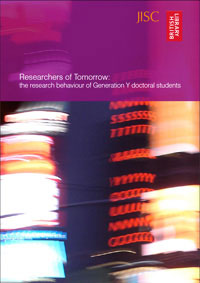 JISC
BRITISH
LIBRARY
Researchers of Tomorrow:
the research behaviour of Generation Y doctoral students